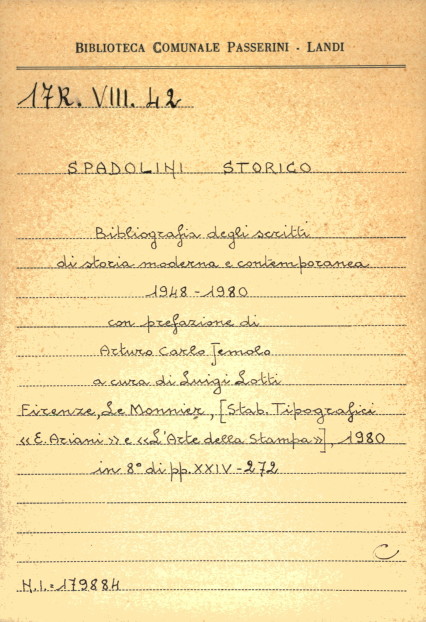 BIBLIOTECA COMUNALE PASSERINI - LANDI
17R. VIII. 42
SPADOLINI STORICO
Bibliografia degli scritti
di storia moderna e contemporanea
1948-1980
con prefazione di
Arturo Carlo Jemolo
a cura di Luigi Lotti
Firenze, Le Monnier, [Stab. Tipografici
«E. Ariani» e «L'Arte della Stampa»], 1980
in 8° di pp. XXIV-272
C
N.I.=179884